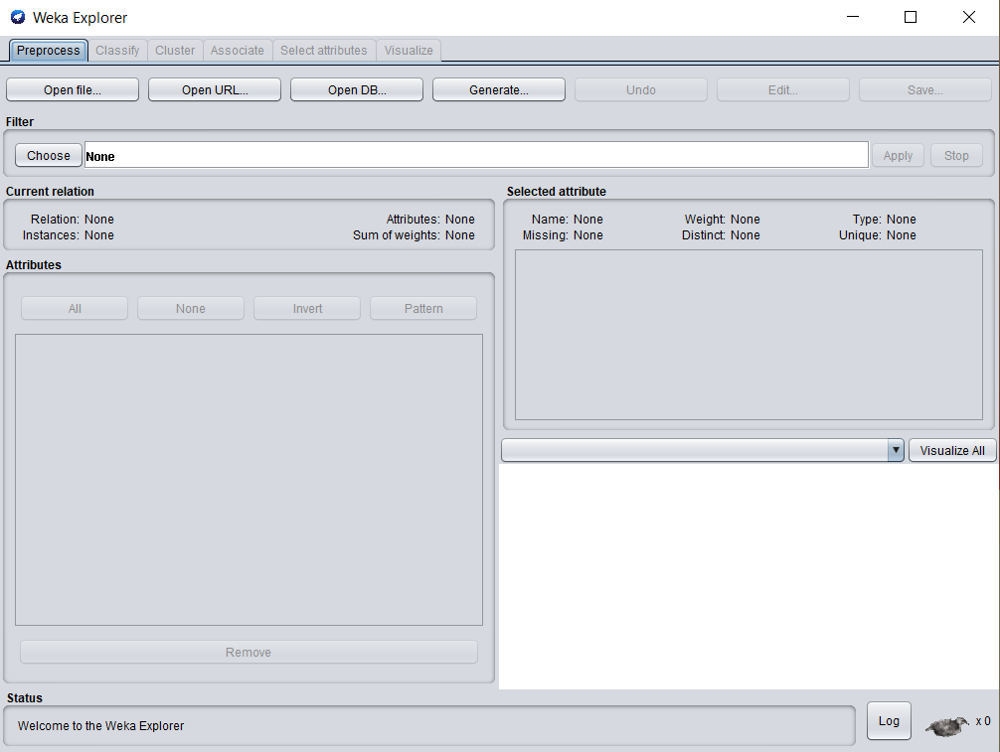 Weka Explorer
Preprocess Classify Cluster Associate Select attributes Visualize
Open file... Open URL... Open DB... Generate... Undo Edit... Save...
Filter
Choose None Apply Stop
Current relation
Relation: None Attributes: None
Instances: None Sum of weights: None
Selected attribute
Name: None Weight: None Type: None
Missing: None Distinct: None Unique: None
Attributes
All None Invert Pattern
Remove
Visualize All
Status
Welcome to the Weka Explorer
Log x 0